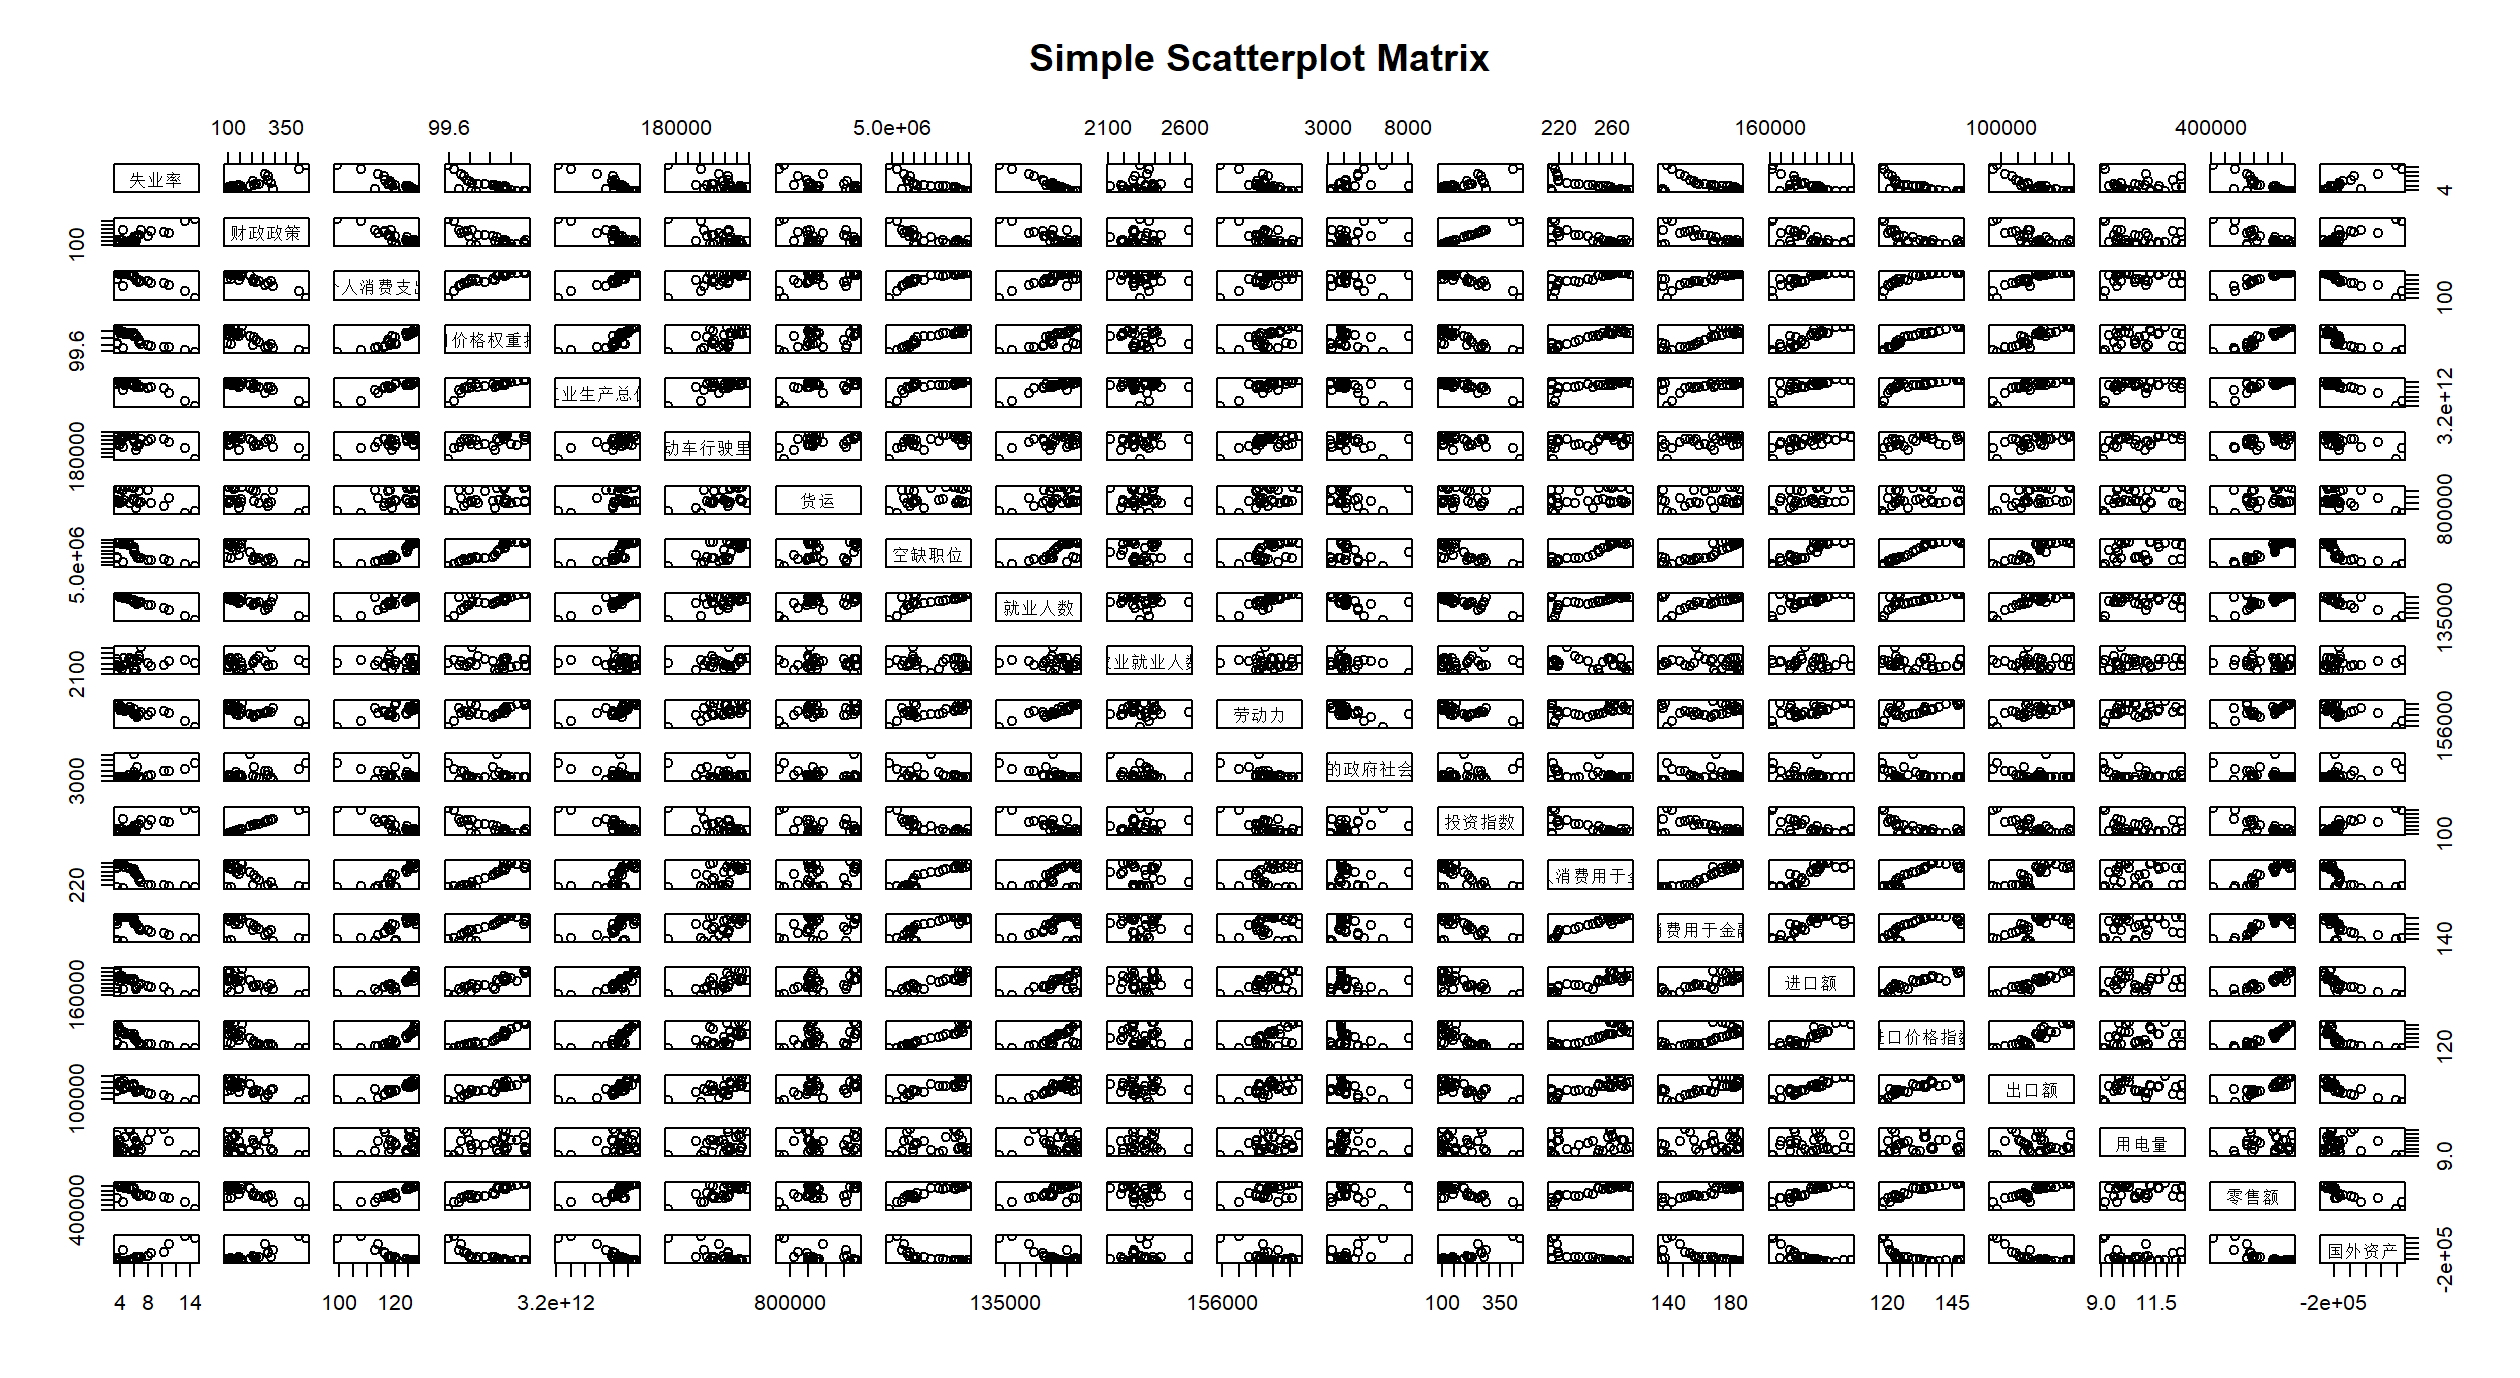 Simple Scatterplot Matrix
100 350 99.6 180000 5.0e+06 2100 2600 3000 8000 220 260 160000 100000 400000
失业率
4
100
财政政策
人消费支
100
99.6
价格权重
业生产总
3.2e+12
180000
动车行驶里
货运
800000
5.0e+06
空缺职位
就业人数
135000
2100
业就业人
劳动力
156000
3000
的政府社会
投资指数
100
220
消费用于
费用于金
140
160000
进口额
口价格指
120
100000
出口额
用电量
9.0
400000
零售额
国外资产
-2e+05
4 8 14 100 120 3.2e+12 800000 135000 156000 100 350 140 180 120 145 9.0 11.5 -2e+05